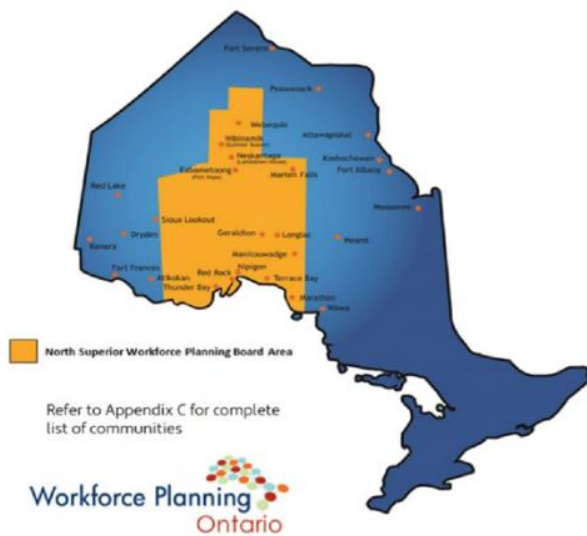 Fort Severn
Peawanuck
Webequie
Nibinamik
(Summer Beaver)
Attawapiskat
Neskantaga
(Lansdowne House)
Kashechewan
Eabametoong
(Fort Hope)
Marten Falls
Fort Albany
Red Lake
Moosonee
Sioux Lookout
Geraldton
Longlac
Dryden
Hearst
Kenora
Manitouwadge
Nipigon
Fort Frances
Red Rock
Atikokan
Terrace Bay
Thunder Bay
Marathon
Wawa
North Superior Workforce Planning Board Area
Refer to Appendix C for complete
list of communities
Workforce Planning
Ontario